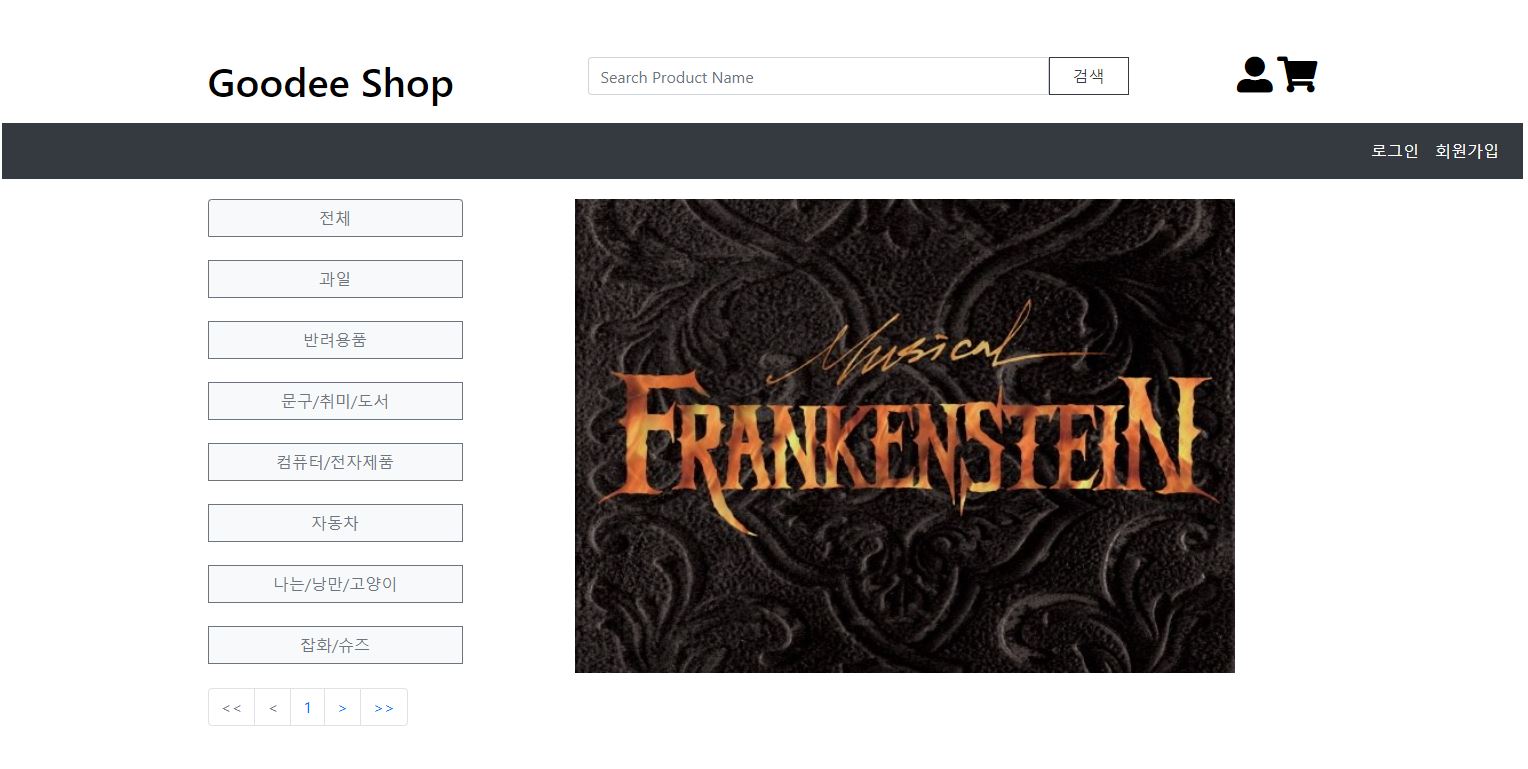 Goodee Shop
Search Product Name 검색
로그인 회원가입
전체
과일
반려용품
문구/취미/도서
컴퓨터/전자제품
자동차
나는/낭만/고양이
잡화/슈즈
<< < 1 > >>
Musical
FRANKENSTEIN